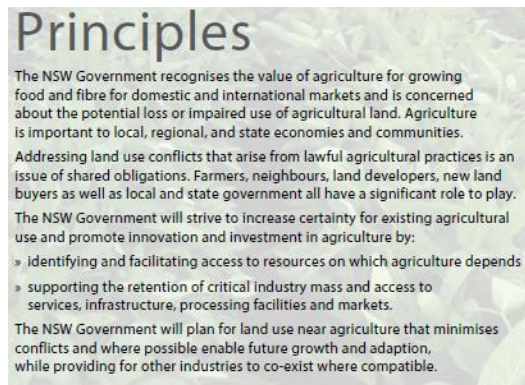 Principles
The NSW Government recognises the value of agriculture for growing
food and fibre for domestic and international markets and is concerned
about the potential loss or impaired use of agricultural land. Agriculture
is important to local, regional, and state economies and communities.
Addressing land use conflicts that arise from lawful agricultural practices is an
issue of shared obligations. Farmers, neighbours, land developers, new land
buyers as well as local and state government all have a significant role to play.
The NSW Government will strive to increase certainty for existing agricultural
use and promote innovation and investment in agriculture by:
» identifying and facilitating access to resources on which agriculture depends
» supporting the retention of critical industry mass and access to
services, infrastructure, processing facilities and markets.
The NSW Government will plan for land use near agriculture that minimises
conflicts and where possible enable future growth and adaption,
while providing for other industries to co-exist where compatible.